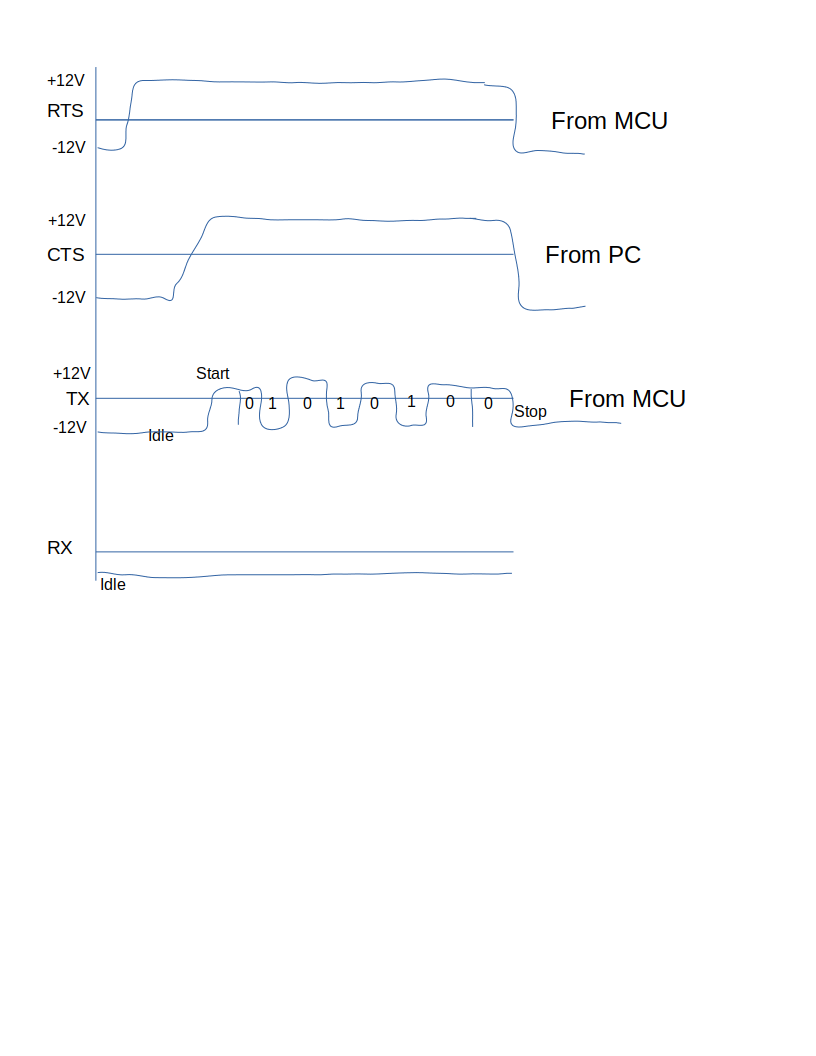 +12V
RTS
From MCU
-12V
+12V
CTS
From PC
-12V
+12V
Start
TX
0 1 0 1 0 1 0 0
From MCU
Stop
-12V
Idle
RX
Idle